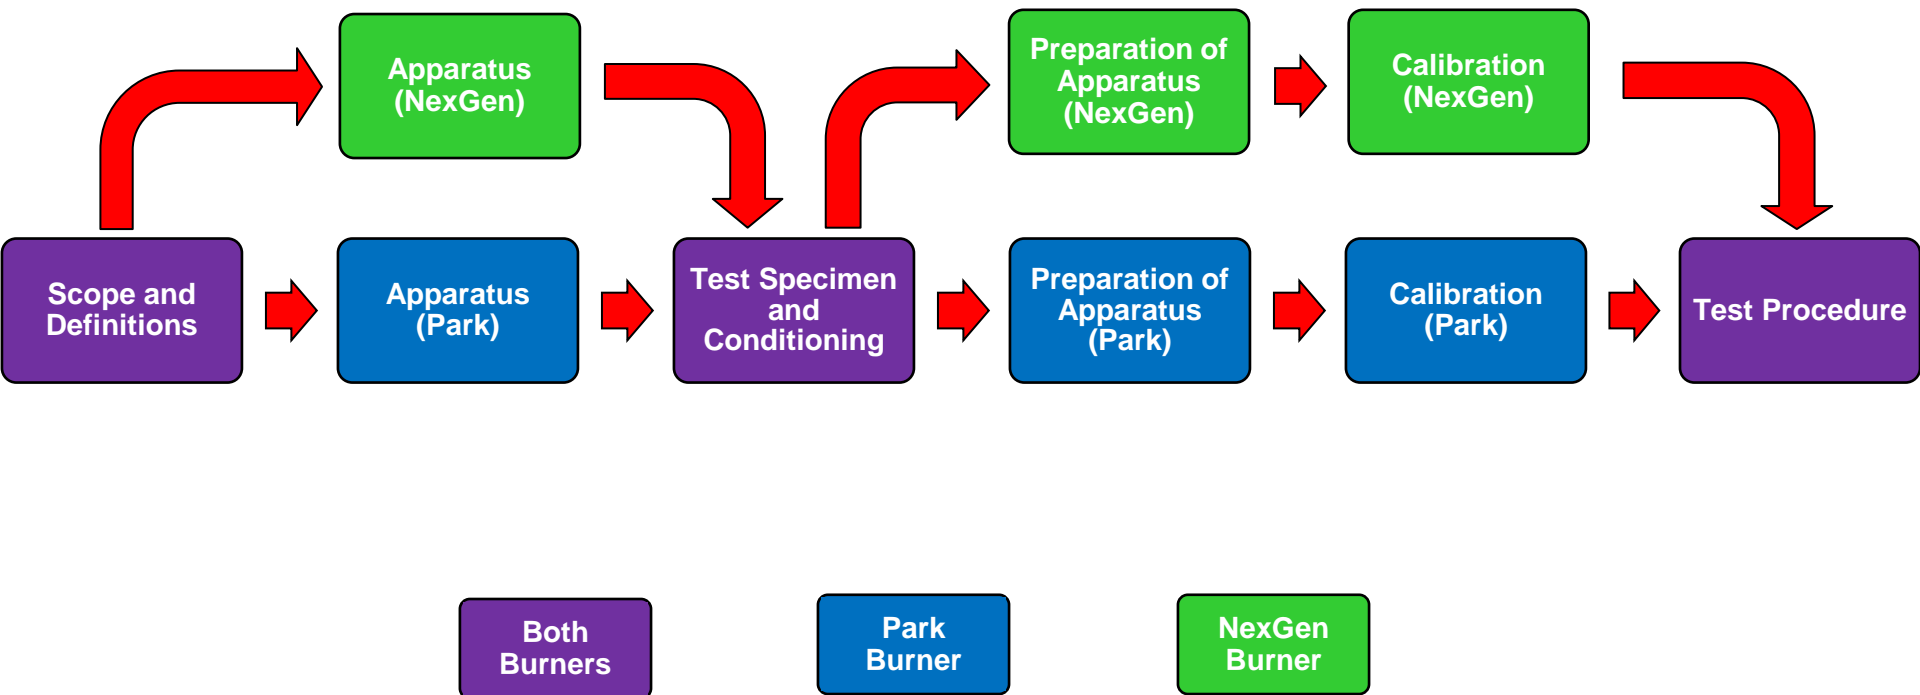 Apparatus
(NexGen)
Preparation of
Apparatus
(NexGen)
Calibration
(NexGen)
Scope and
Definitions
Apparatus
(Park)
Test Specimen
and
Conditioning
Preparation of
Apparatus
(Park)
Calibration
(Park)
Test Procedure
Both
Burners
Park
Burner
NexGen
Burner